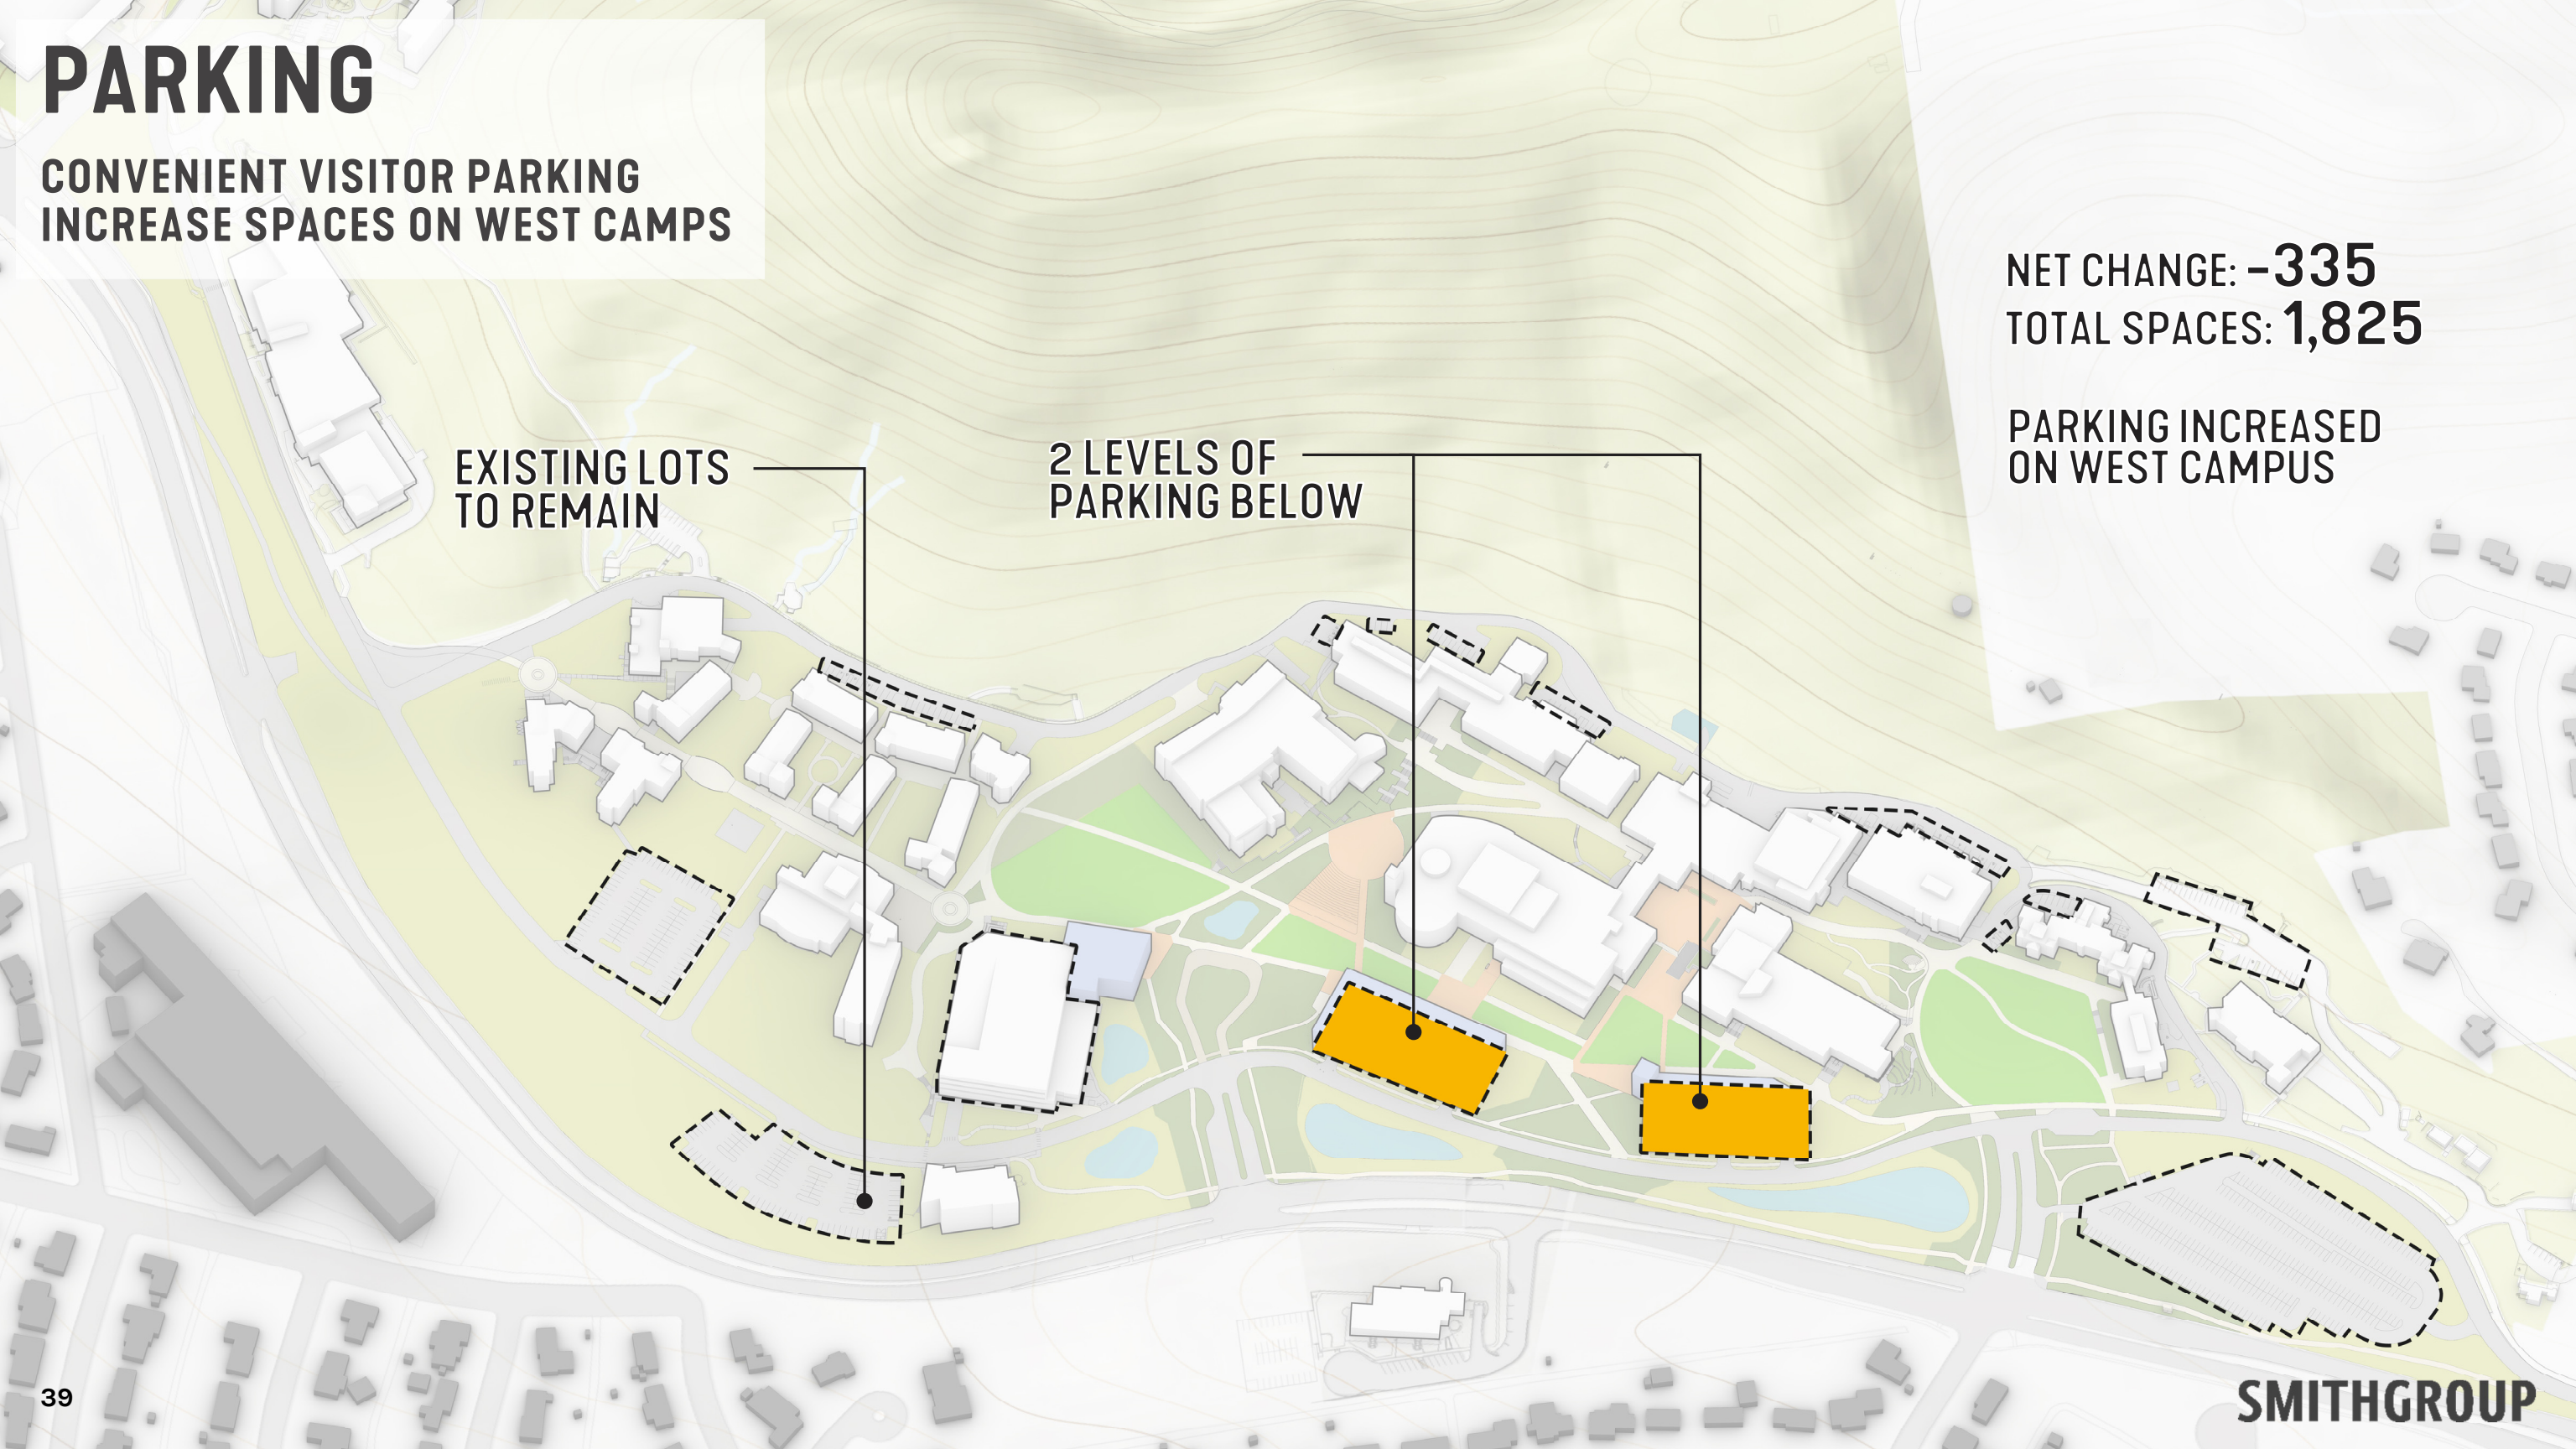 PARKING
CONVENIENT VISITOR PARKING
INCREASE SPACES ON WEST CAMPS
NET CHANGE: -335
TOTAL SPACES: 1,825
PARKING INCREASED
ON WEST CAMPUS
EXISTING LOTS
TO REMAIN
2 LEVELS OF
PARKING BELOW
39
SMITHGROUP